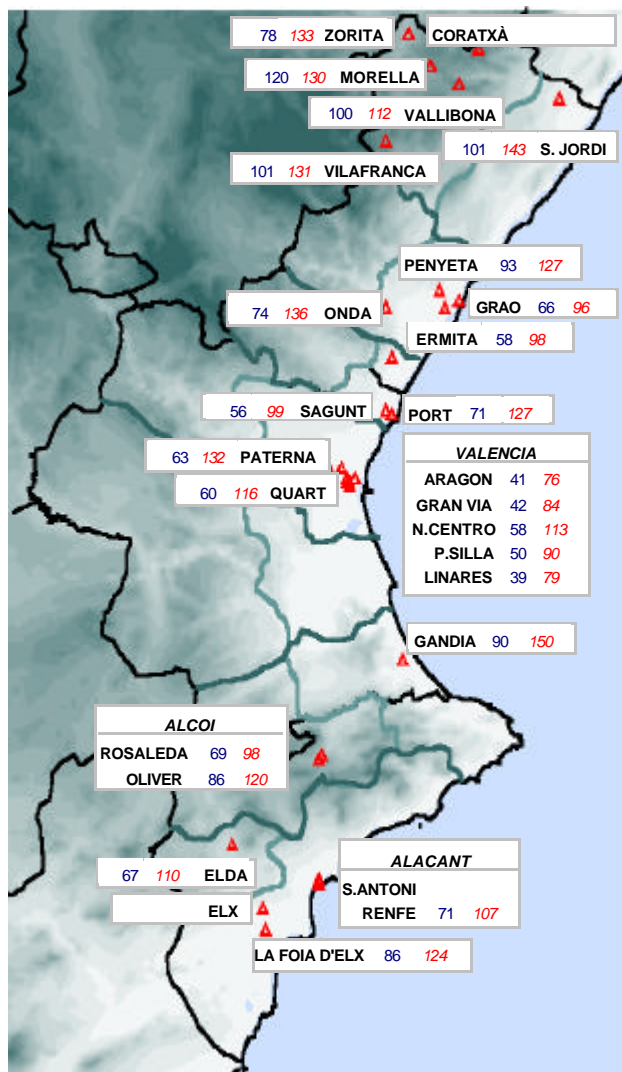 78 133 ZORITA
CORATXÀ
120 130 MORELLA
100 112 VALLIBONA
101 143 S. JORDI
101 131 VILAFRANCA
PENYETA 93 127
74 136 ONDA
GRAO 66 96
ERMITA 58 98
56 99 SAGUNT
PORT 71 127
63 132 PATERNA
60 116 QUART
VALENCIA
ARAGON 41 76
GRAN VIA 42 84
N.CENTRO 58 113
P.SILLA 50 90
LINARES 39 79
GANDIA 90 150
ALCOI
ROSALEDA 69 98
OLIVER 86 120
67 110 ELDA
ELX
ALACANT
S.ANTONI
RENFE 71 107
LA FOIA D'ELX 86 124